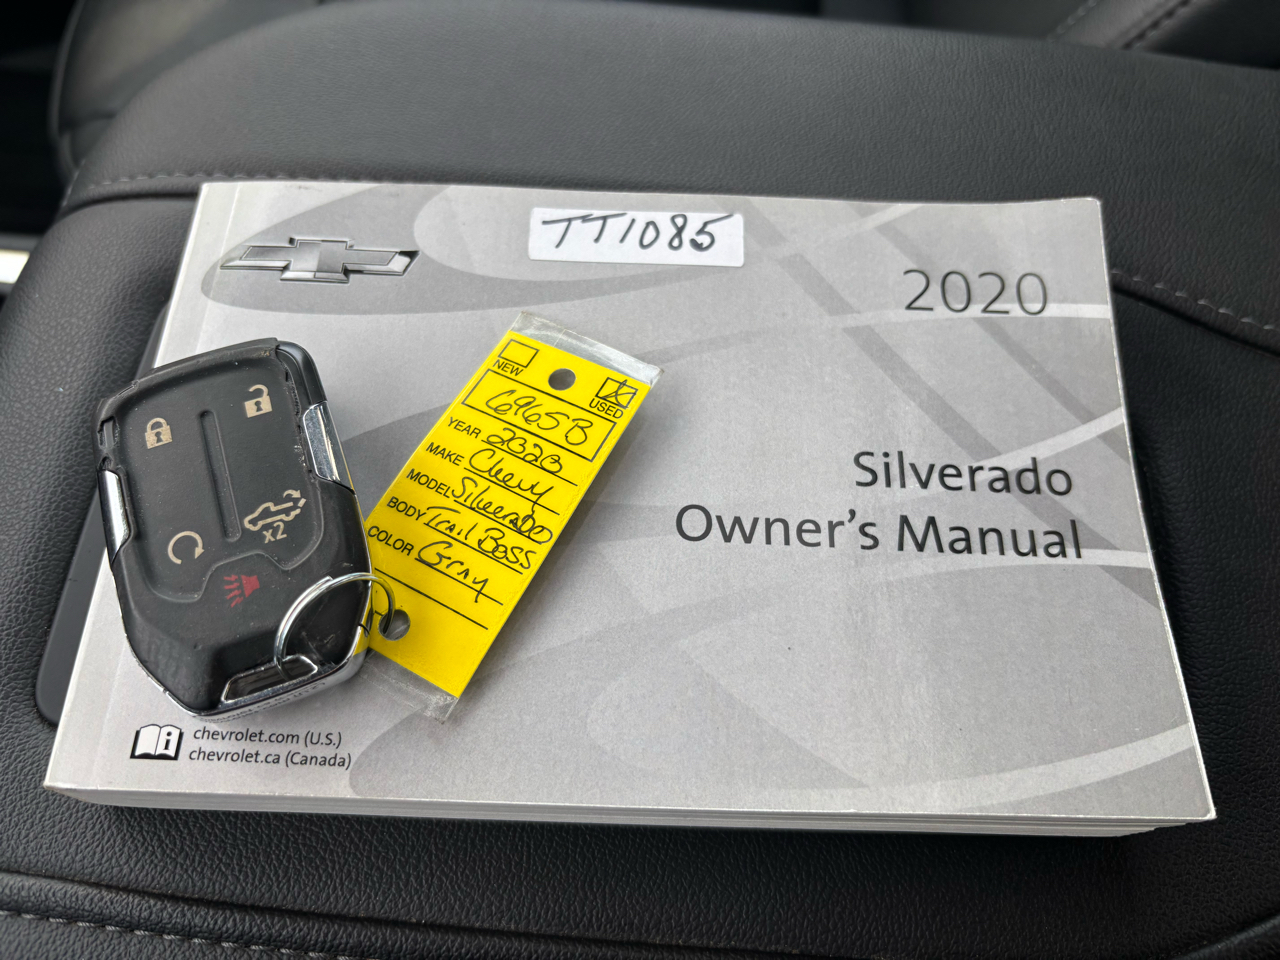 TT1085
2020
Silverado
Owner's Manual
NEW
USED
6965B
YEAR 2020
MAKE Chevy
MODEL Silverado
BODY Trail Boss
COLOR Gray
x2
chevrolet.com (U.S.)
chevrolet.ca (Canada)